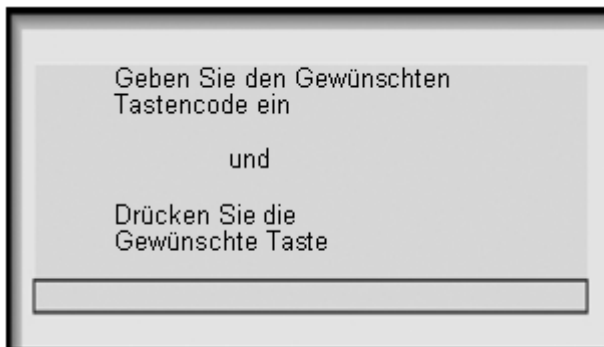 Geben Sie den Gewünschten
Tastencode ein
und
Drücken Sie die
Gewünschte Taste